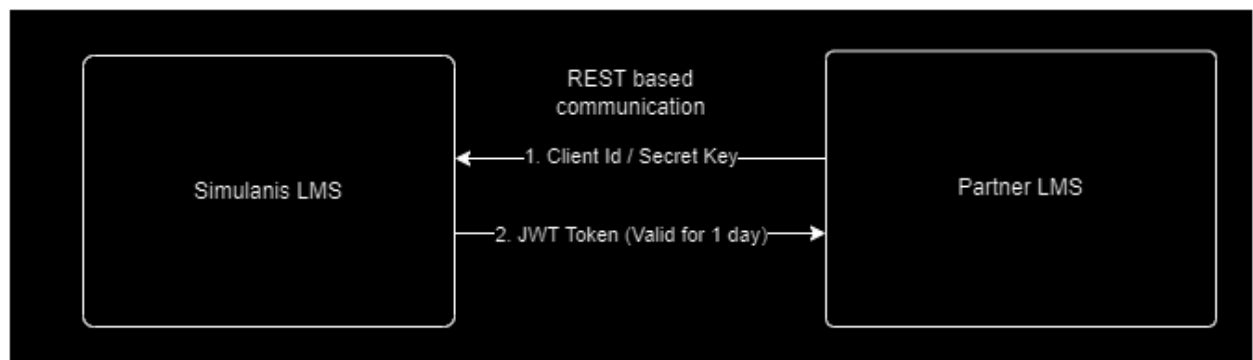 REST based
communication
1. Client Id / Secret Key
Simulanis LMS
Partner LMS
2. JWT Token (Valid for 1 day)